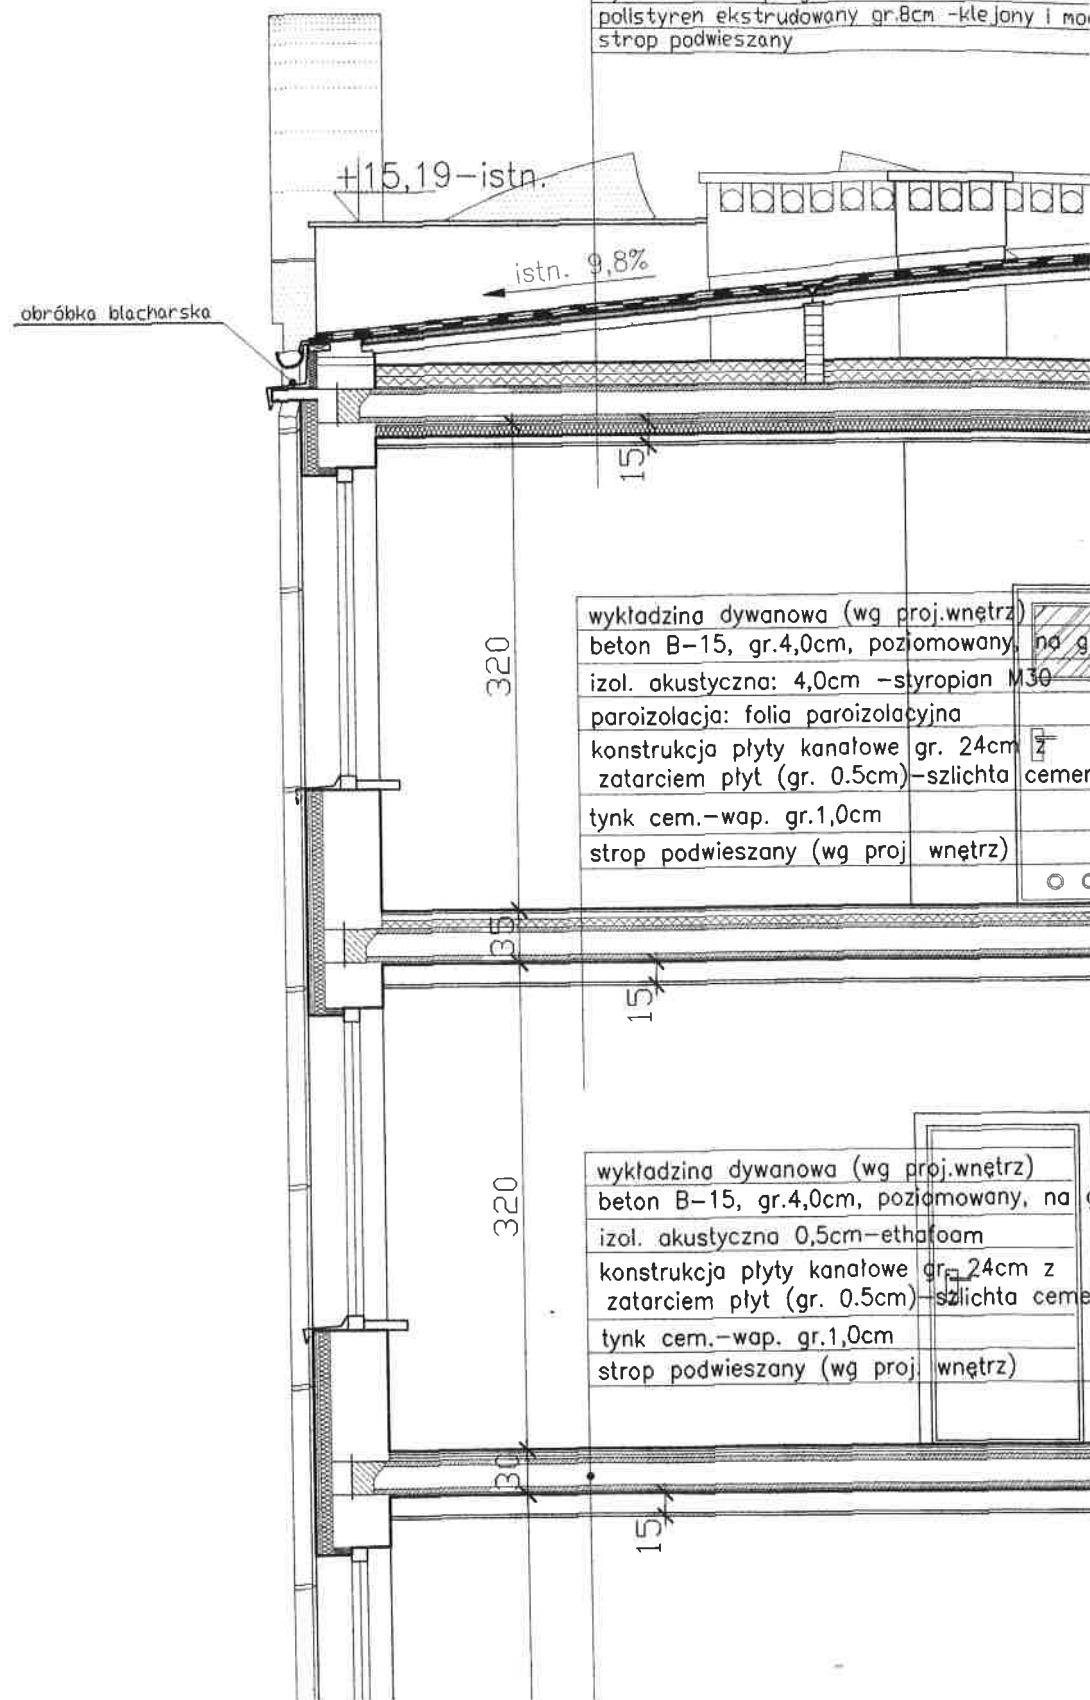 polistyren ekstrudowany gr.8cm -klejony i
strop podwieszany
+15,19-istn.
istn. 9,8%
obróbka blacharska
15
320
wykładzina dywanowa (wg proj.wnętrz)
beton B-15, gr.4,0cm, poziomowany, na
izol. akustyczna: 4,0cm -styropian M30
paroizolacja: folia paroizolacyjna
konstrukcja płyty kanałowe gr. 24cm z
zatarciem płyt (gr. 0.5cm)-szlichta
tynk cem.-wap. gr.1,0cm
strop podwieszany (wg proj wnętrz)
35
15
320
wykładzina dywanowa (wg proj.wnętrz)
beton B-15, gr.4,0cm, poziomowany, na
izol. akustyczna 0,5cm-ethafoam
konstrukcja płyty kanałowe gr. 24cm z
zatarciem płyt (gr. 0.5cm)-szlichta
tynk cem.-wap. gr.1,0cm
strop podwieszany (wg proj. wnętrz)
30
15